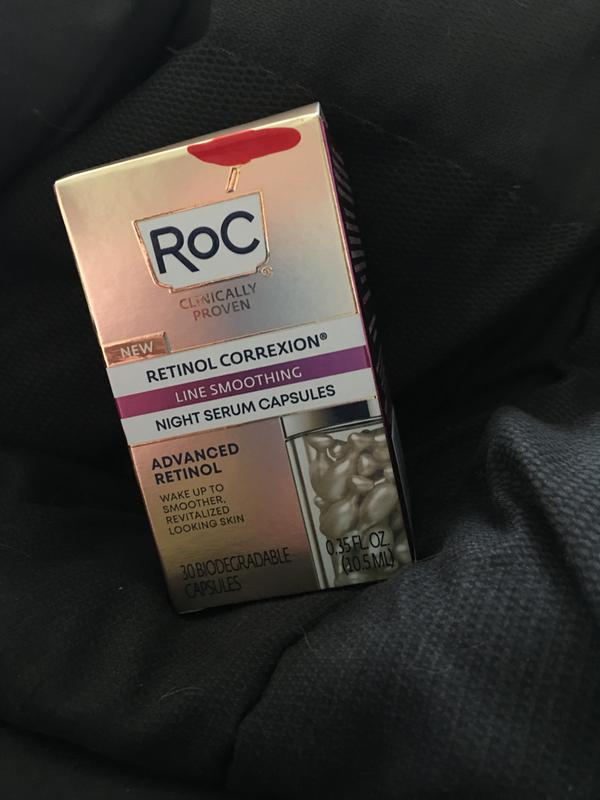 RoC®
CLINICALLY
PROVEN
NEW
RETINOL CORREXION®
LINE SMOOTHING
NIGHT SERUM CAPSULES
ADVANCED
RETINOL
WAKE UP TO
SMOOTHER,
REVITALIZED
LOOKING SKIN
30 BIODEGRADABLE
CAPSULES
0.35 FL.OZ.
(10.5 ML)